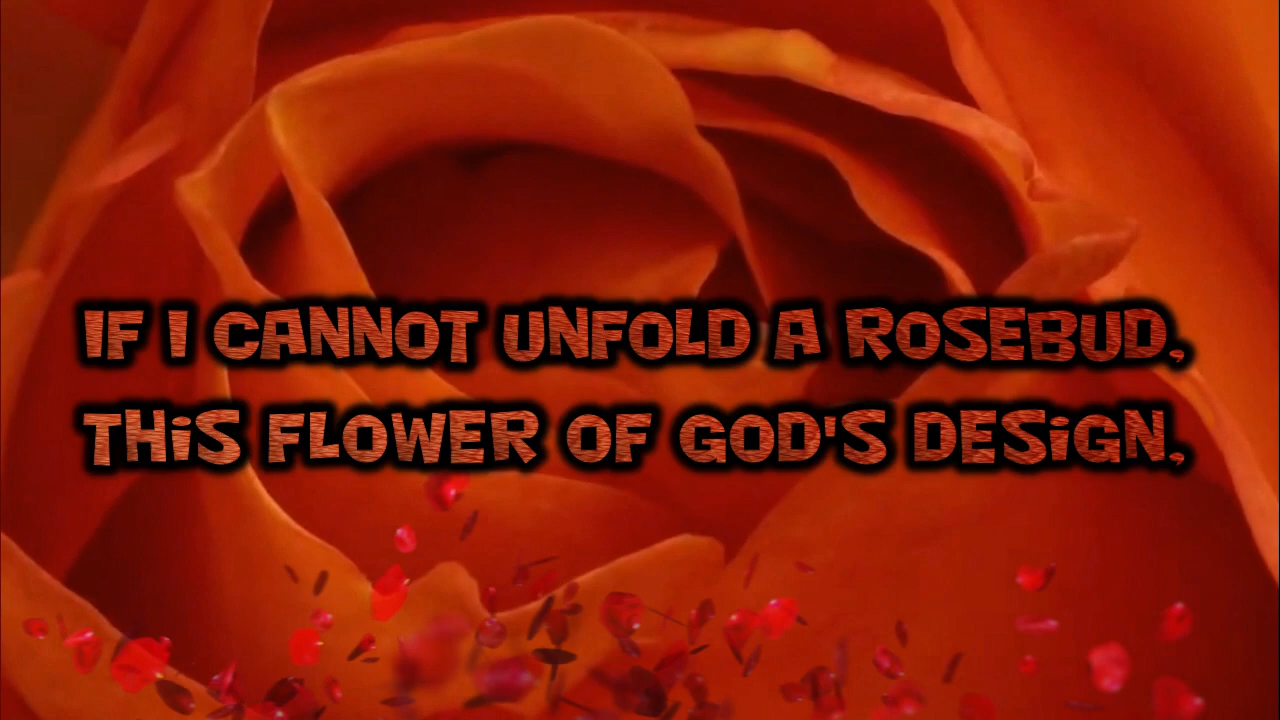 IF I CANNOT UNFOLD A ROSEBUD,
THiS FLOWER OF GOD'S DESiGN,